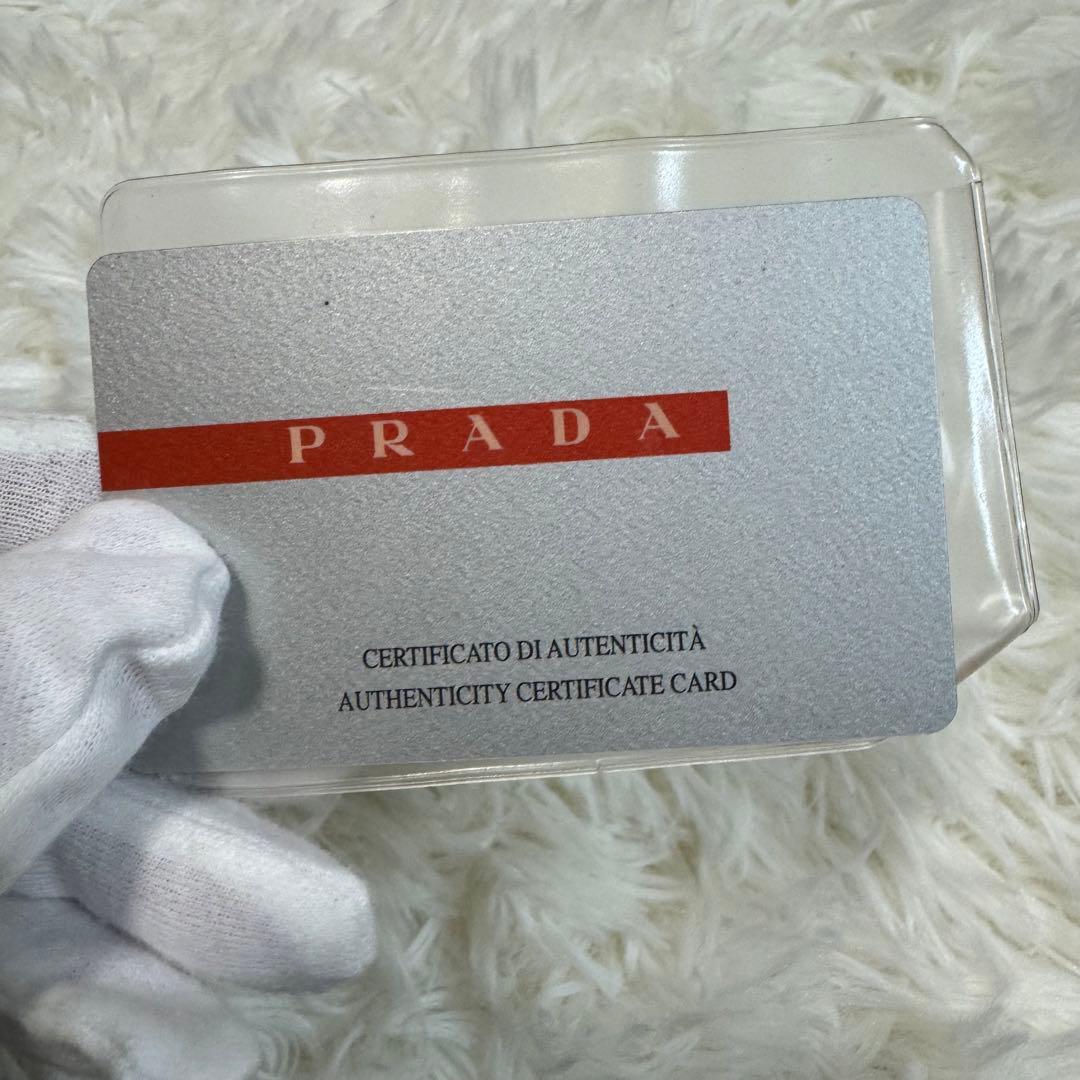 PRADA
CERTIFICATO DI AUTENTICITÀ
AUTHENTICITY CERTIFICATE CARD